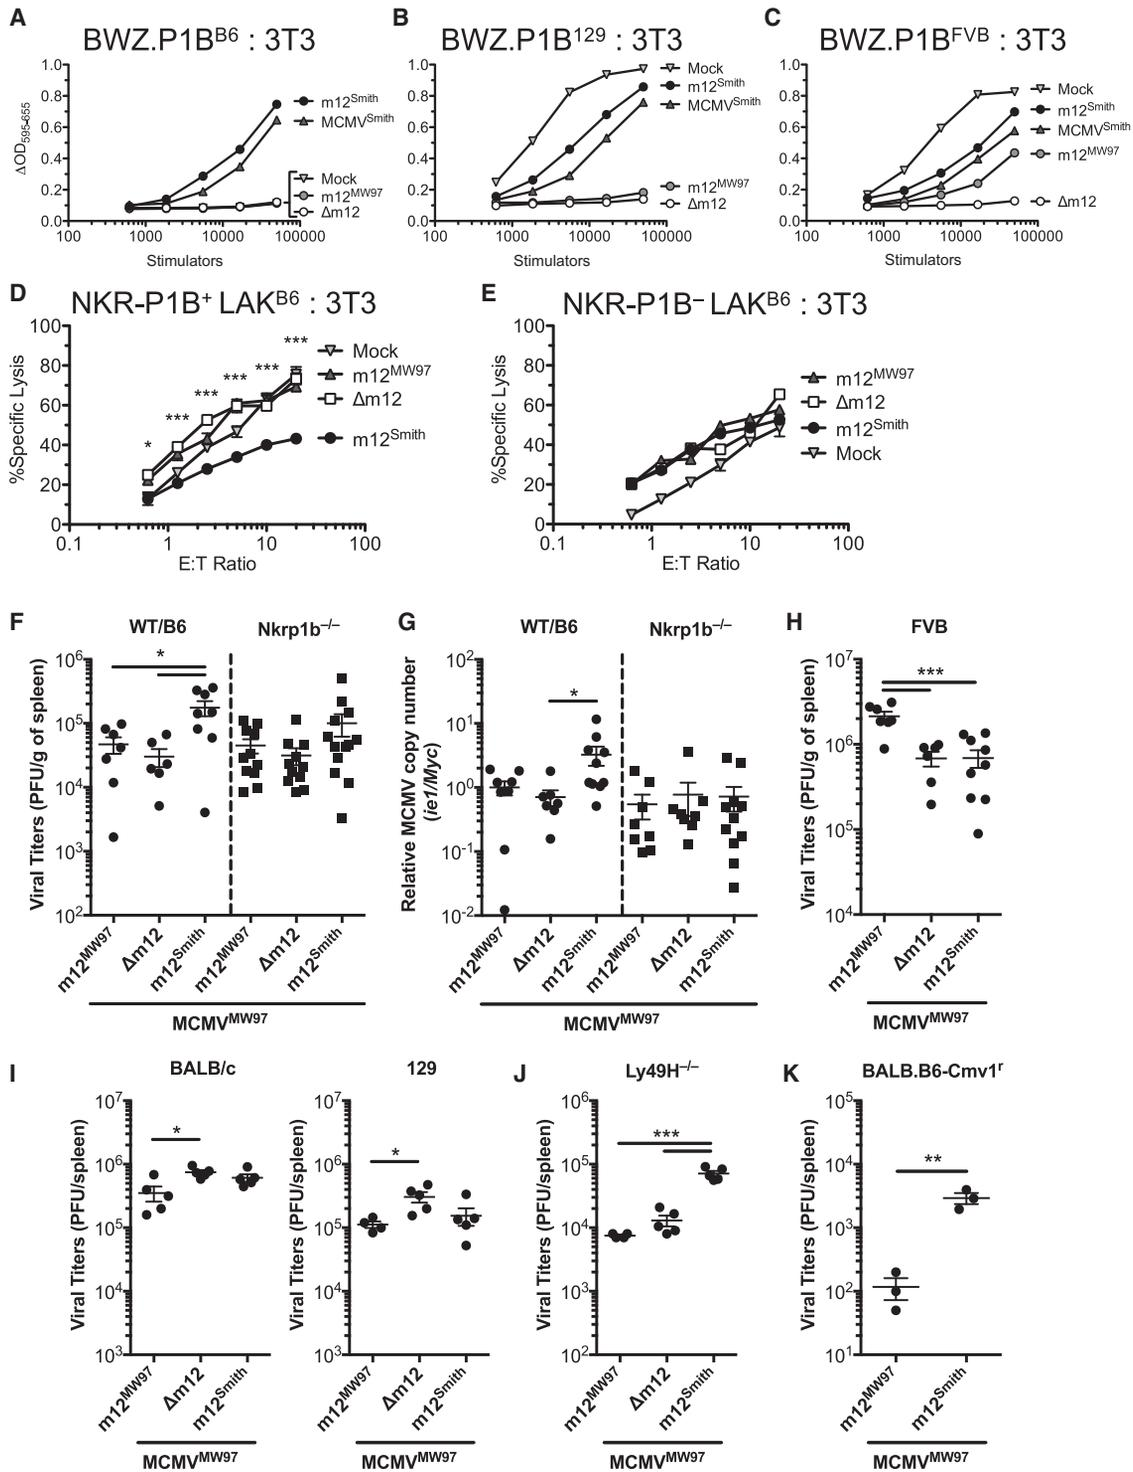 A
BWZ.P1B^B6 : 3T3
ΔOD595-655
1.0
0.8
0.6
0.4
0.2
0.0
100 1000 10000 100000
Stimulators
m12^Smith
MCMV^Smith
Mock
m12^MW97
Δm12
B
BWZ.P1B^129 : 3T3
1.0
0.8
0.6
0.4
0.2
0.0
100 1000 10000 100000
Stimulators
Mock
m12^Smith
MCMV^Smith
m12^MW97
Δm12
C
BWZ.P1B^FVB : 3T3
1.0
0.8
0.6
0.4
0.2
0.0
100 1000 10000 100000
Stimulators
Mock
m12^Smith
MCMV^Smith
m12^MW97
Δm12
D
NKR-P1B+ LAK^B6 : 3T3
%Specific Lysis
100
80
60
40
20
0
0.1 1 10 100
E:T Ratio
* *** *** *** *** ***
Mock
m12^MW97
Δm12
m12^Smith
E
NKR-P1B– LAK^B6 : 3T3
%Specific Lysis
100
80
60
40
20
0
0.1 1 10 100
E:T Ratio
m12^MW97
Δm12
m12^Smith
Mock
F
WT/B6 Nkrp1b–/–
Viral Titers (PFU/g of spleen)
10^6
10^5
10^4
10^3
10^2
*
m12^MW97 Δm12 m12^Smith m12^MW97 Δm12 m12^Smith
MCMV^MW97
G
WT/B6 Nkrp1b–/–
Relative MCMV copy number
(ie1/Myc)
10^2
10^1
10^0
10^-1
10^-2
*
m12^MW97 Δm12 m12^Smith m12^MW97 Δm12 m12^Smith
MCMV^MW97
H
FVB
Viral Titers (PFU/g of spleen)
10^7
10^6
10^5
10^4
***
m12^MW97 Δm12 m12^Smith
MCMV^MW97
I
BALB/c
Viral Titers (PFU/spleen)
10^7
10^6
10^5
10^4
10^3
*
m12^MW97 Δm12 m12^Smith
MCMV^MW97
129
Viral Titers (PFU/spleen)
10^7
10^6
10^5
10^4
10^3
*
m12^MW97 Δm12 m12^Smith
MCMV^MW97
J
Ly49H–/–
Viral Titers (PFU/spleen)
10^6
10^5
10^4
10^3
10^2
***
m12^MW97 Δm12 m12^Smith
MCMV^MW97
K
BALB.B6-Cmv1^r
Viral Titers (PFU/spleen)
10^5
10^4
10^3
10^2
10^1
**
m12^MW97 m12^Smith
MCMV^MW97